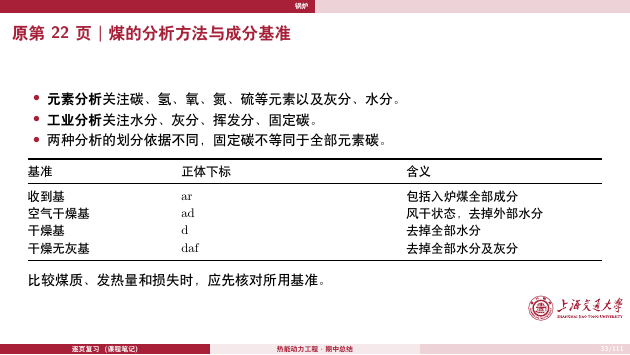 锅炉
原第 22 页 | 煤的分析方法与成分基准
• 元素分析关注碳、氢、氧、氮、硫等元素以及灰分、水分。
• 工业分析关注水分、灰分、挥发分、固定碳。
• 两种分析的划分依据不同，固定碳不等同于全部元素碳。
基准 正体下标 含义
收到基 ar 包括入炉煤全部成分
空气干燥基 ad 风干状态，去掉外部水分
干燥基 d 去掉全部水分
干燥无灰基 daf 去掉全部水分及灰分
比较煤质、发热量和损失时，应先核对所用基准。
上海交通大学
SHANGHAI JIAO TONG UNIVERSITY
逐页复习（课程笔记） 热能动力工程 · 期中总结 33/111